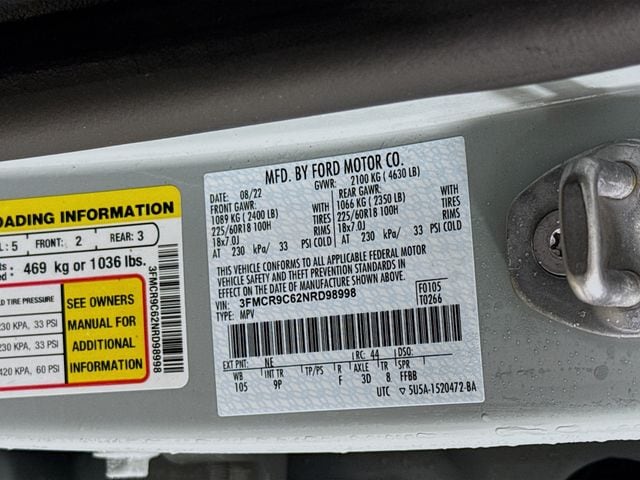 OADING INFORMATION
L: 5 FRONT: 2 REAR: 3
469 kg or 1036 lbs.
TIRE PRESSURE
230 KPA, 33 PSI
230 KPA, 33 PSI
420 KPA, 60 PSI
SEE OWNERS
MANUAL FOR
ADDITIONAL
INFORMATION
MFD. BY FORD MOTOR CO.
08/22 GVWR: 2100 KG ( 4630 LB)
FRONT GAWR: REAR GAWR:
1089 KG ( 2400 LB) 1066 KG ( 2350 LB)
225/60R18 100H TIRES 225/60R18 100H TIRES
18x7.0J RIMS 18x7.0J RIMS
AT 230 kPa/ 33 PSI COLD AT 230 kPa/ 33 PSI COLD
THIS VEHICLE CONFORMS TO ALL APPLICABLE FEDERAL MOTOR
VEHICLE SAFETY AND THEFT PREVENTION STANDARDS
IN EFFECT ON THE DATE OF MANUFACTURE SHOWN ABOVE.
VIN: 3FMCR9C62NRD98998 F0105
TYPE: MPV T0266
EXT PNT: NE RC: 44 DSO:
WB INT TR TP/PS R AXLE TR SPR
105 9P F 3D 8 FFBB
UTC ▽ 5U5A-1520472-BA